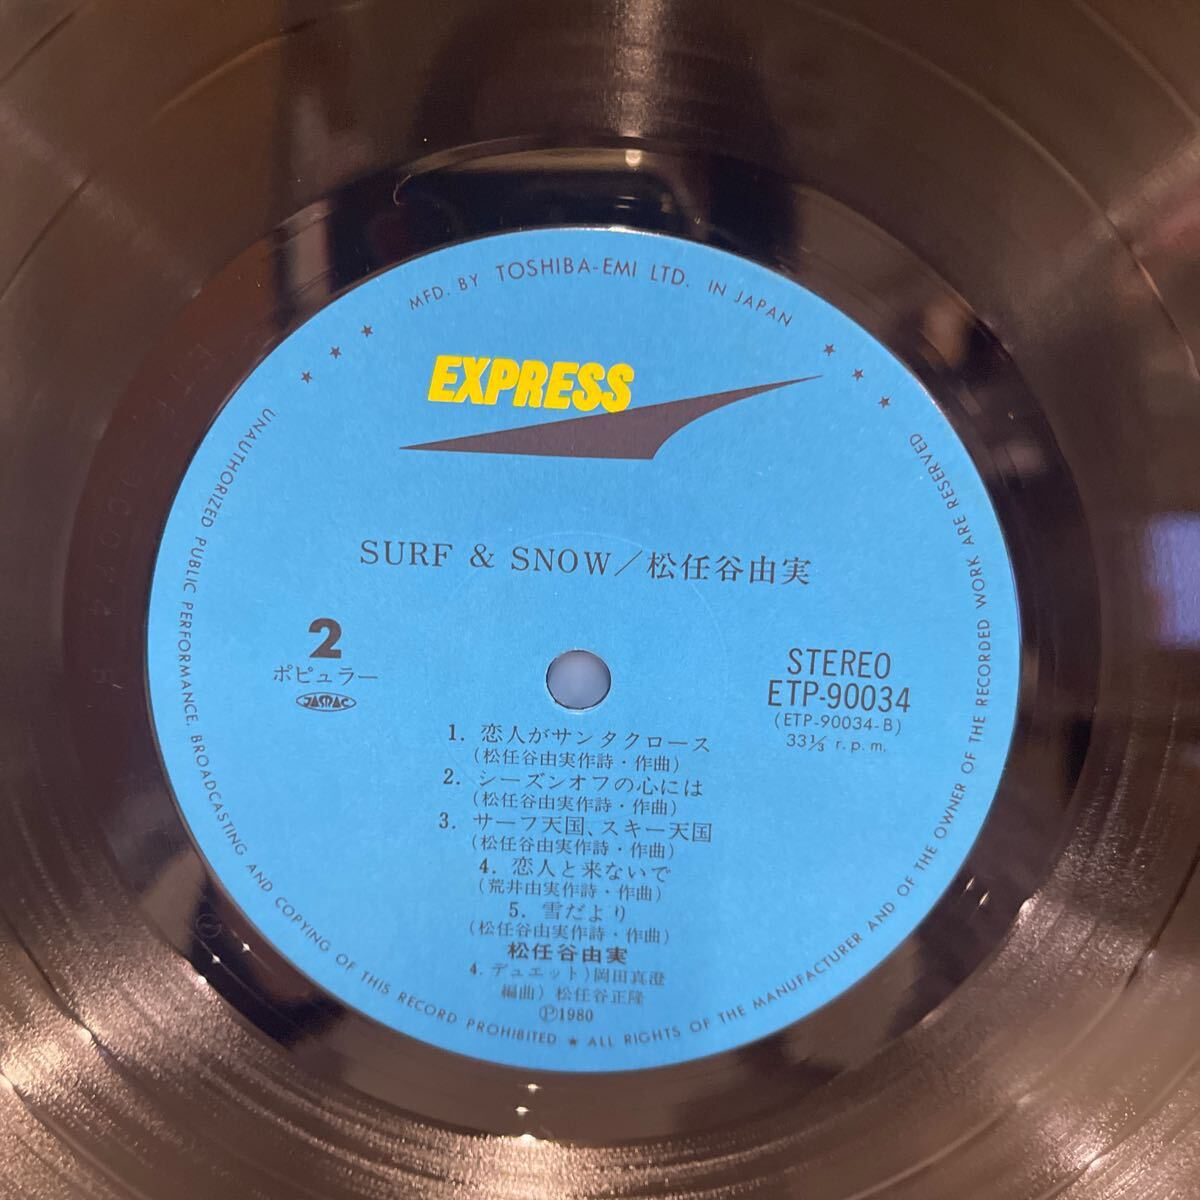 MFD. BY TOSHIBA-EMI LTD. IN JAPAN
★ ★ ★
★ ★ ★
EXPRESS
SURF & SNOW／松任谷由実
2
ポピュラー
JASRAC
STEREO
ETP-90034
(ETP-90034-B)
33⅓ r.p.m.
1. 恋人がサンタクロース
(松任谷由実作詩・作曲)
2. シーズンオフの心には
(松任谷由実作詩・作曲)
3. サーフ天国、スキー天国
(松任谷由実作詩・作曲)
4. 恋人と来ないで
(荒井由実作詩・作曲)
5. 雪だより
(松任谷由実作詩・作曲)
松任谷由実
4. デュエット) 岡田真澄
編曲) 松任谷正隆
Ⓟ1980
UNAUTHORIZED PUBLIC PERFORMANCE, BROADCASTING AND COPYING OF THIS RECORD PROHIBITED ★ ALL RIGHTS OF THE MANUFACTURER AND OF THE OWNER OF THE RECORDED WORK ARE RESERVED